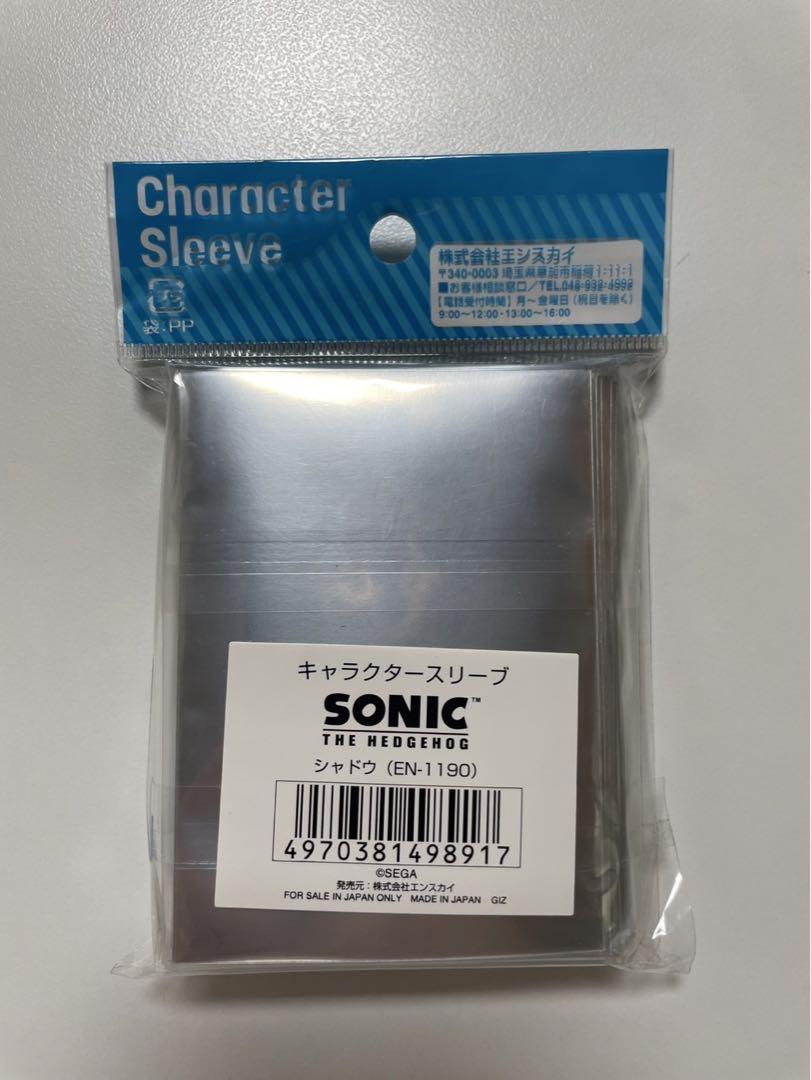 Character
Sleeve
袋:PP
株式会社エンスカイ
〒340-0003 埼玉県草加市稲荷1-11-1
■お客様相談窓口/TEL.048-932-4992
【電話受付時間】月～金曜日(祝日を除く)
9:00～12:00・13:00～16:00
キャラクタースリーブ
SONIC™
THE HEDGEHOG
シャドウ(EN-1190)
4970381498917
©SEGA
発売元:株式会社エンスカイ
FOR SALE IN JAPAN ONLY MADE IN JAPAN GIZ